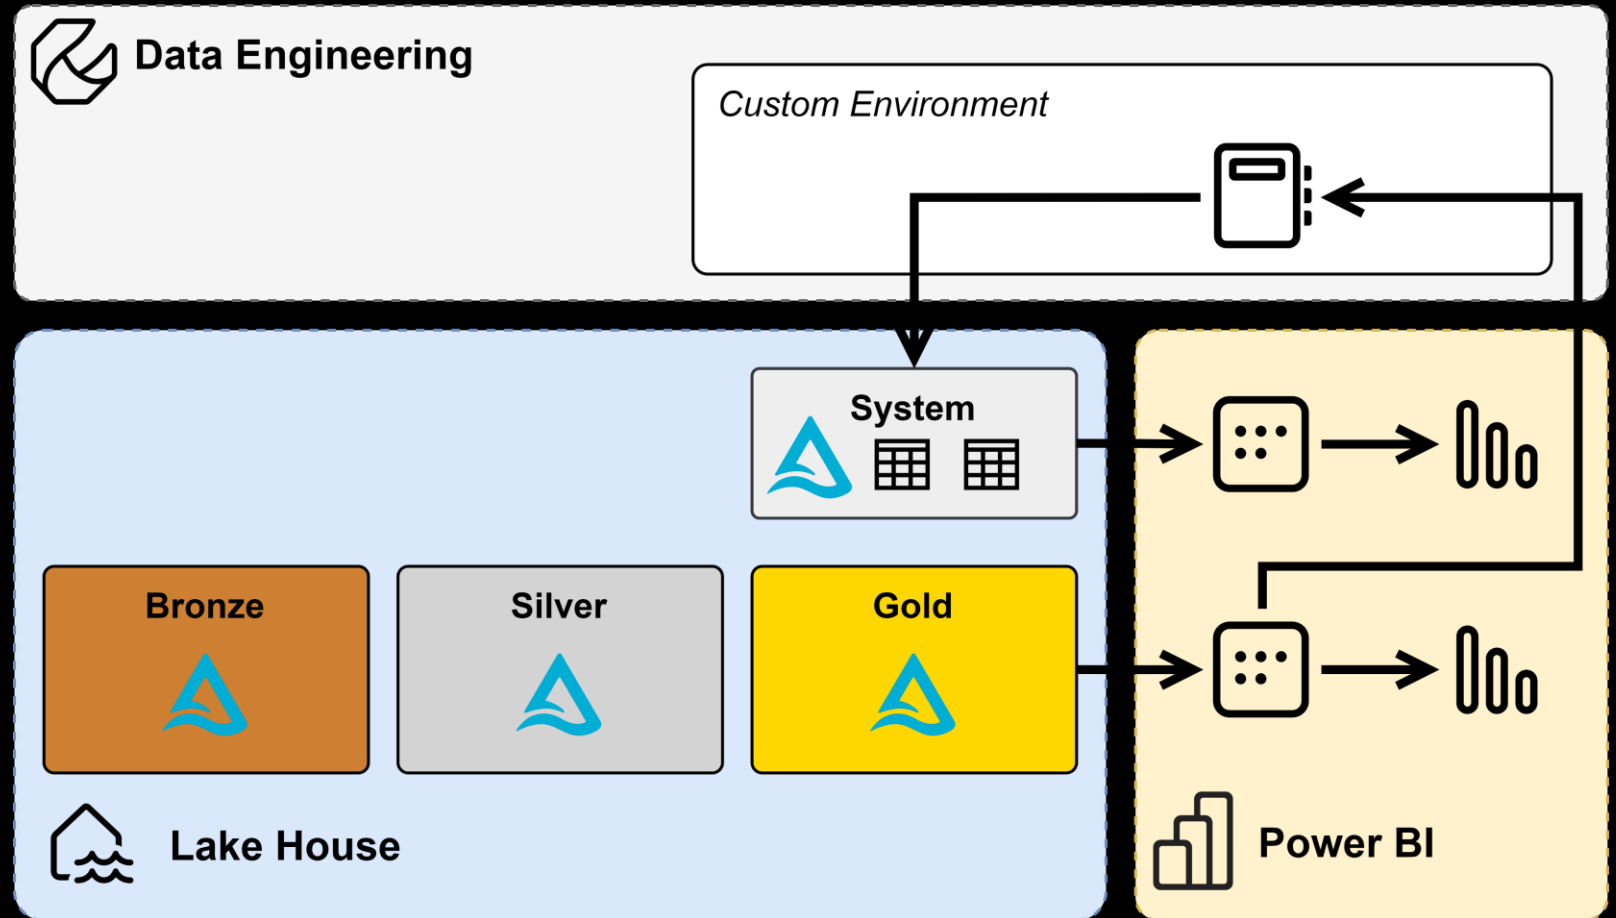 Data Engineering
Custom Environment
System
Bronze
Silver
Gold
Lake House
Power BI